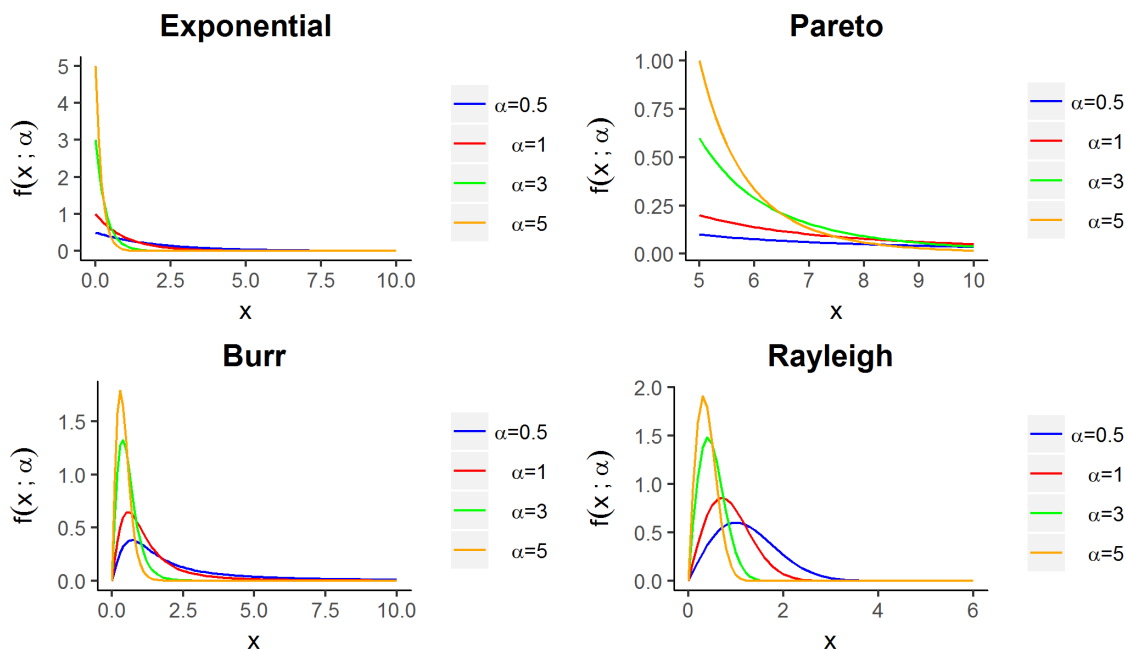 Exponential
5
4
3
2
1
0
0.0 2.5 5.0 7.5 10.0
f(x ; α)
x
α=0.5
α=1
α=3
α=5
Pareto
1.00
0.75
0.50
0.25
0.00
5 6 7 8 9 10
f(x ; α)
x
α=0.5
α=1
α=3
α=5
Burr
1.5
1.0
0.5
0.0
0.0 2.5 5.0 7.5 10.0
f(x ; α)
x
α=0.5
α=1
α=3
α=5
Rayleigh
2.0
1.5
1.0
0.5
0.0
0 2 4 6
f(x ; α)
x
α=0.5
α=1
α=3
α=5